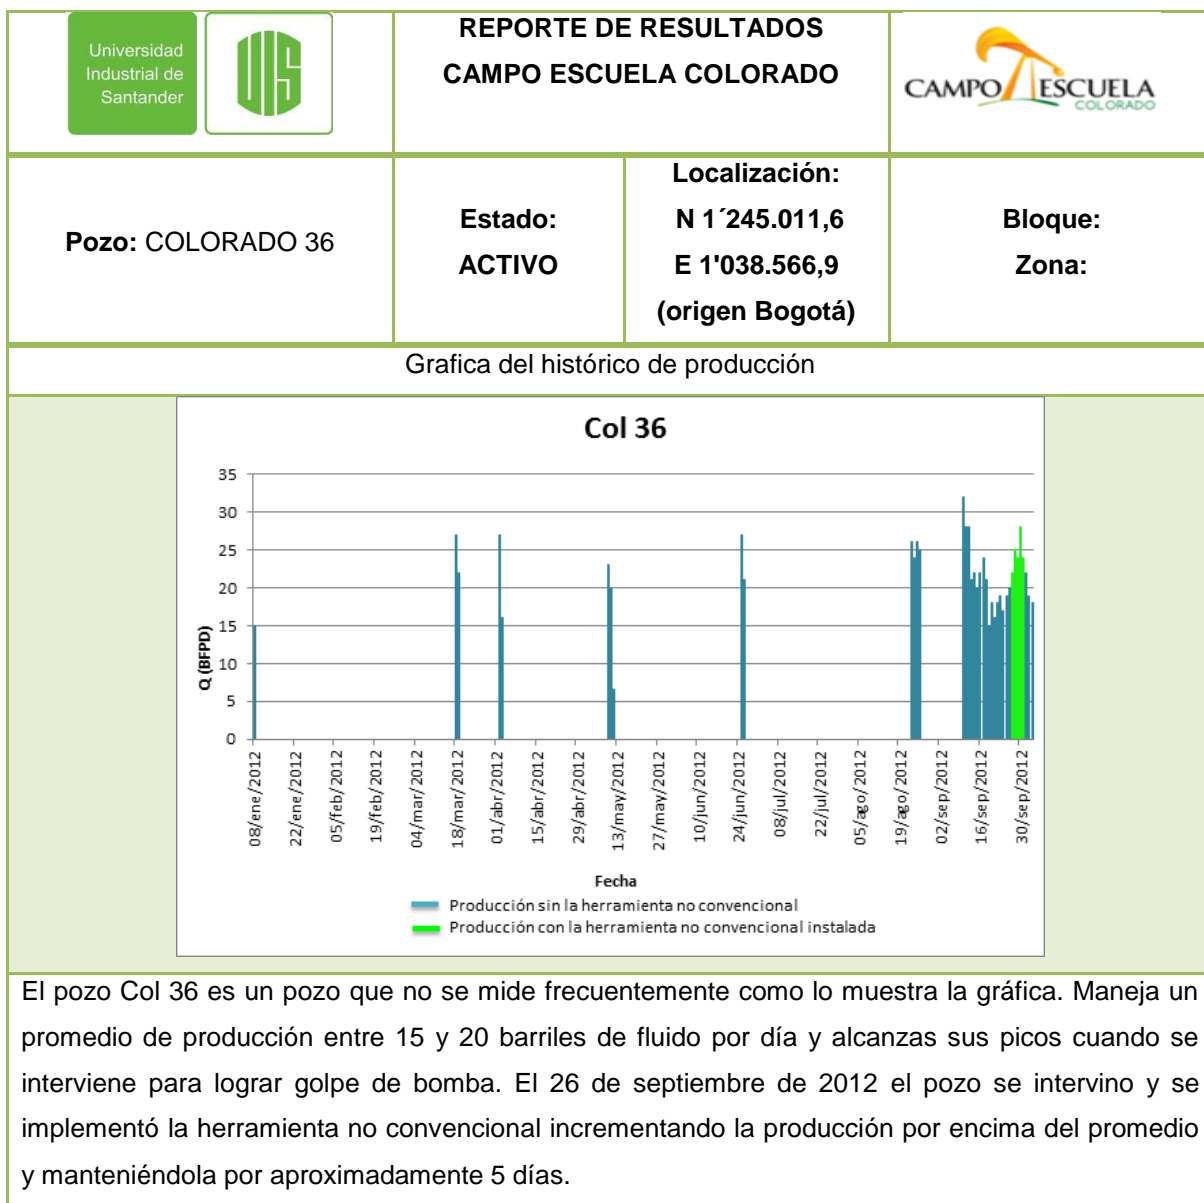 Universidad
Industrial de
Santander
UIS
REPORTE DE RESULTADOS
CAMPO ESCUELA COLORADO
CAMPO ESCUELA
COLORADO
Pozo: COLORADO 36
Estado:
ACTIVO
Localización:
N 1´245.011,6
E 1'038.566,9
(origen Bogotá)
Bloque:
Zona:
Grafica del histórico de producción
Col 36
35
30
25
20
15
10
5
0
Q (BFPD)
08/ene/2012
22/ene/2012
05/feb/2012
19/feb/2012
04/mar/2012
18/mar/2012
01/abr/2012
15/abr/2012
29/abr/2012
13/may/2012
27/may/2012
10/jun/2012
24/jun/2012
08/jul/2012
22/jul/2012
05/ago/2012
19/ago/2012
02/sep/2012
16/sep/2012
30/sep/2012
Fecha
Producción sin la herramienta no convencional
Producción con la herramienta no convencional instalada
El pozo Col 36 es un pozo que no se mide frecuentemente como lo muestra la gráfica. Maneja un
promedio de producción entre 15 y 20 barriles de fluido por día y alcanzas sus picos cuando se
interviene para lograr golpe de bomba. El 26 de septiembre de 2012 el pozo se intervino y se
implementó la herramienta no convencional incrementando la producción por encima del promedio
y manteniéndola por aproximadamente 5 días.